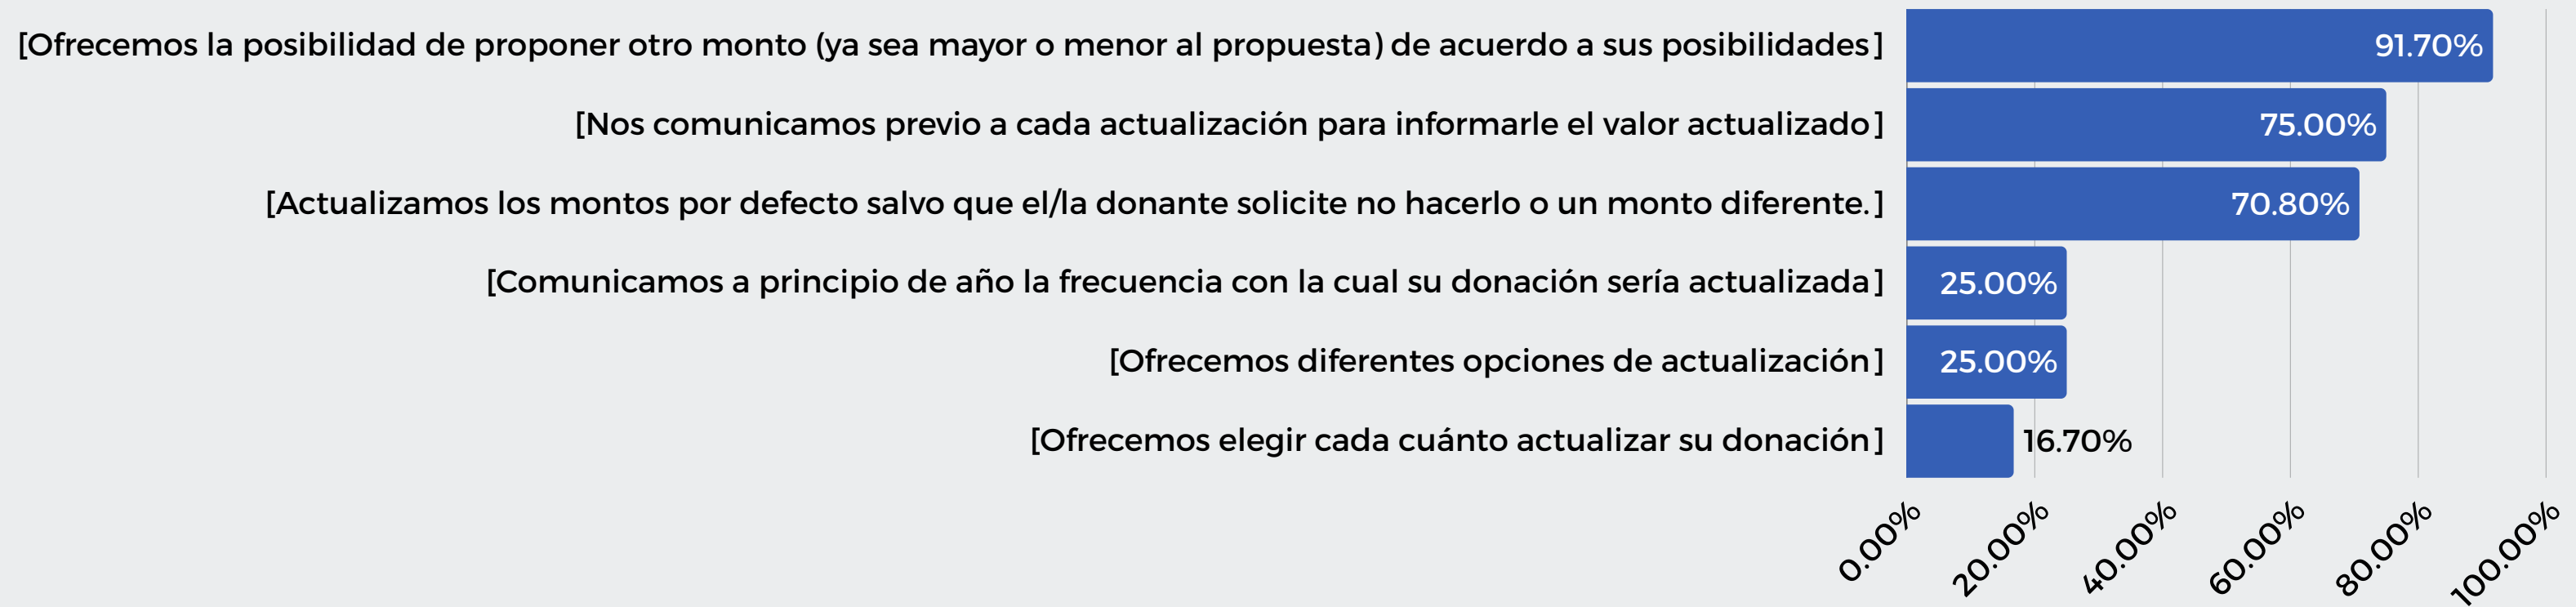 [Ofrecemos la posibilidad de proponer otro monto (ya sea mayor o menor al propuesta) de acuerdo a sus posibilidades] 91.70%
[Nos comunicamos previo a cada actualización para informarle el valor actualizado] 75.00%
[Actualizamos los montos por defecto salvo que el/la donante solicite no hacerlo o un monto diferente.] 70.80%
[Comunicamos a principio de año la frecuencia con la cual su donación sería actualizada] 25.00%
[Ofrecemos diferentes opciones de actualización] 25.00%
[Ofrecemos elegir cada cuánto actualizar su donación] 16.70%
0.00% 20.00% 40.00% 60.00% 80.00% 100.00%